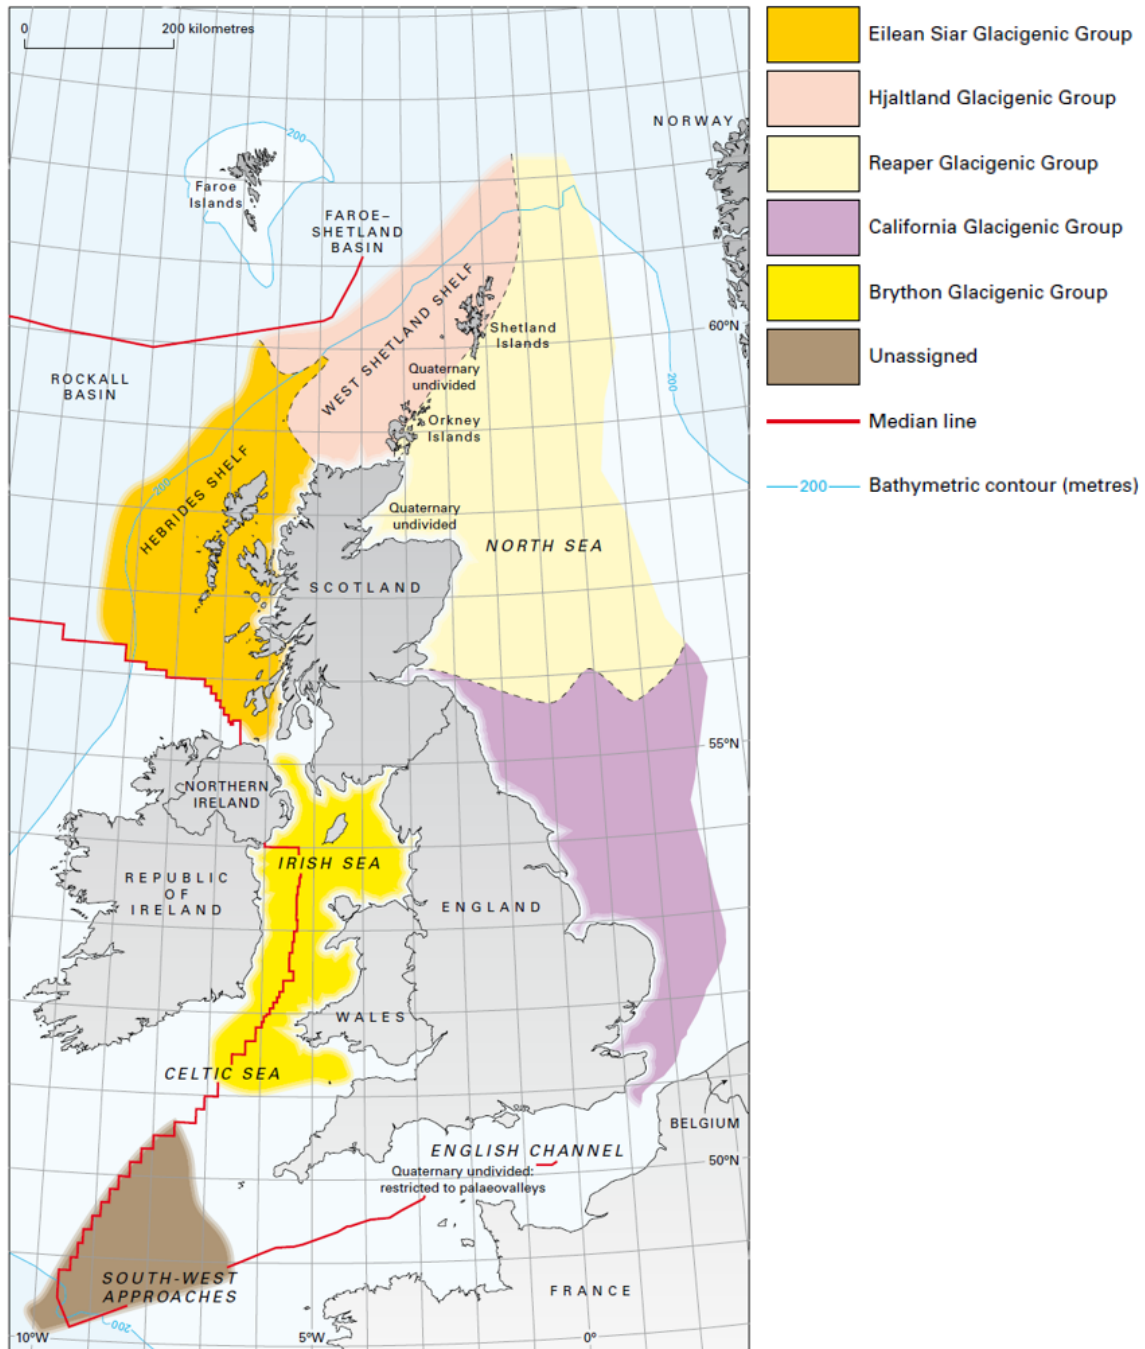 0 200 kilometres
NORWAY
200
Faroe
Islands
FAROE–
SHETLAND
BASIN
WEST SHETLAND SHELF
60°N
Shetland
Islands
ROCKALL
BASIN
Quaternary
undivided
200
Orkney
Islands
HEBRIDES SHELF
200
Quaternary
undivided
NORTH SEA
SCOTLAND
55°N
NORTHERN
IRELAND
IRISH SEA
REPUBLIC
OF
IRELAND
ENGLAND
WALES
CELTIC SEA
BELGIUM
ENGLISH CHANNEL
50°N
Quaternary undivided:
restricted to palaeovalleys
SOUTH-WEST
APPROACHES
FRANCE
200
10°W 5°W 0°
Eilean Siar Glacigenic Group
Hjaltland Glacigenic Group
Reaper Glacigenic Group
California Glacigenic Group
Brython Glacigenic Group
Unassigned
Median line
200 Bathymetric contour (metres)